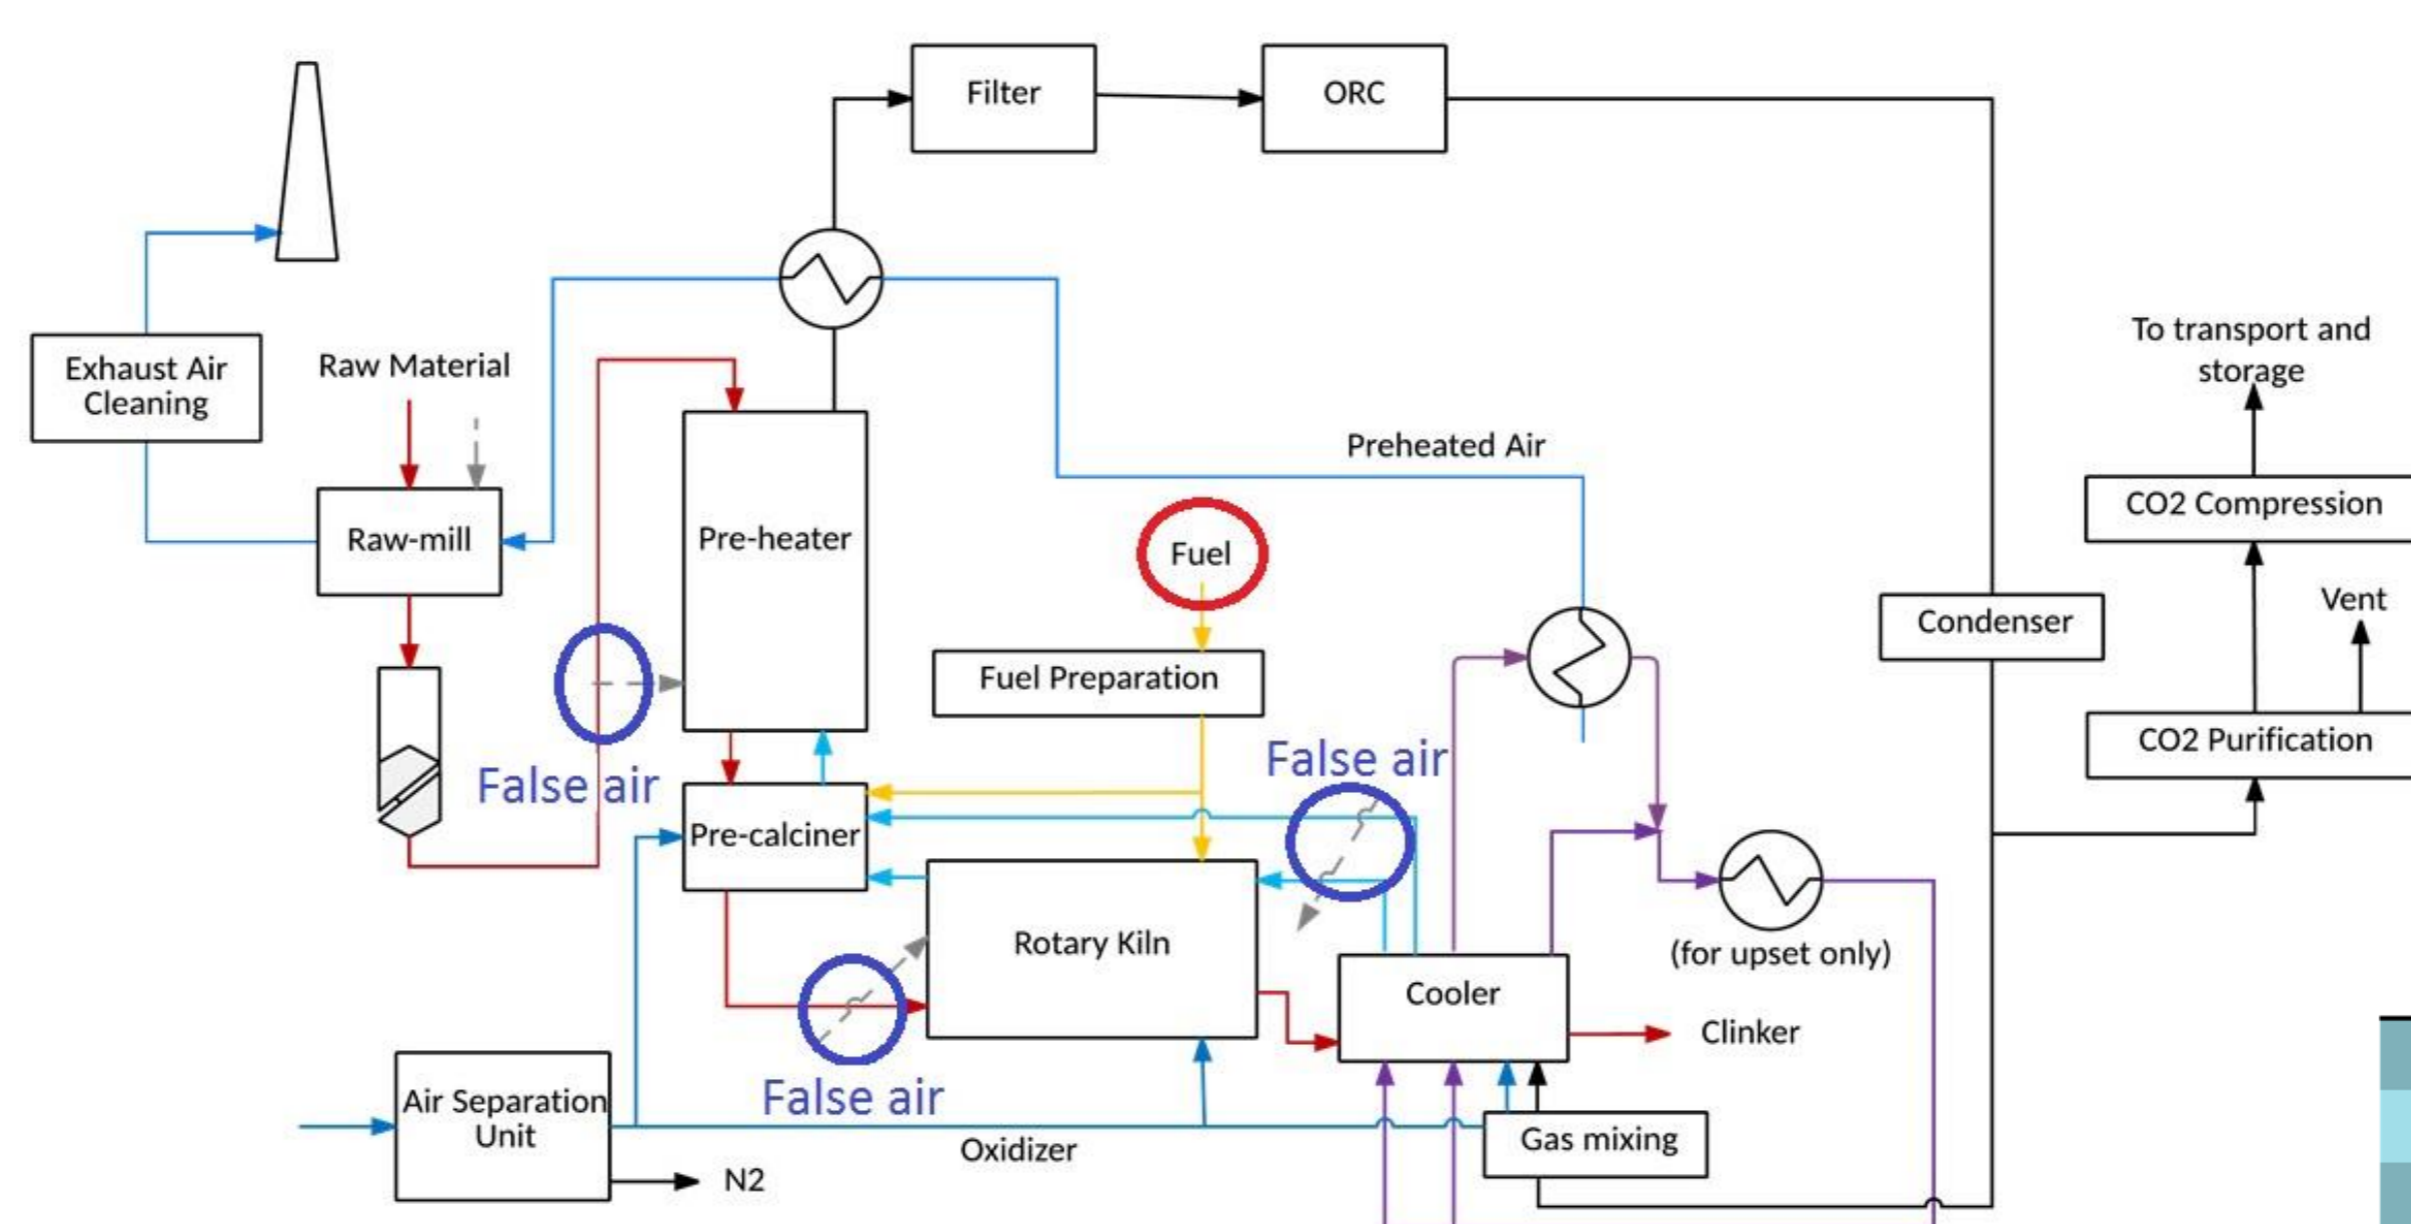 Filter
ORC
Exhaust Air
Cleaning
Raw Material
To transport and
storage
Preheated Air
CO2 Compression
Raw-mill
Pre-heater
Fuel
Vent
Condenser
Fuel Preparation
CO2 Purification
False air
False air
Pre-calciner
Rotary Kiln
(for upset only)
Cooler
Clinker
False air
Air Separation
Unit
Oxidizer
Gas mixing
N2